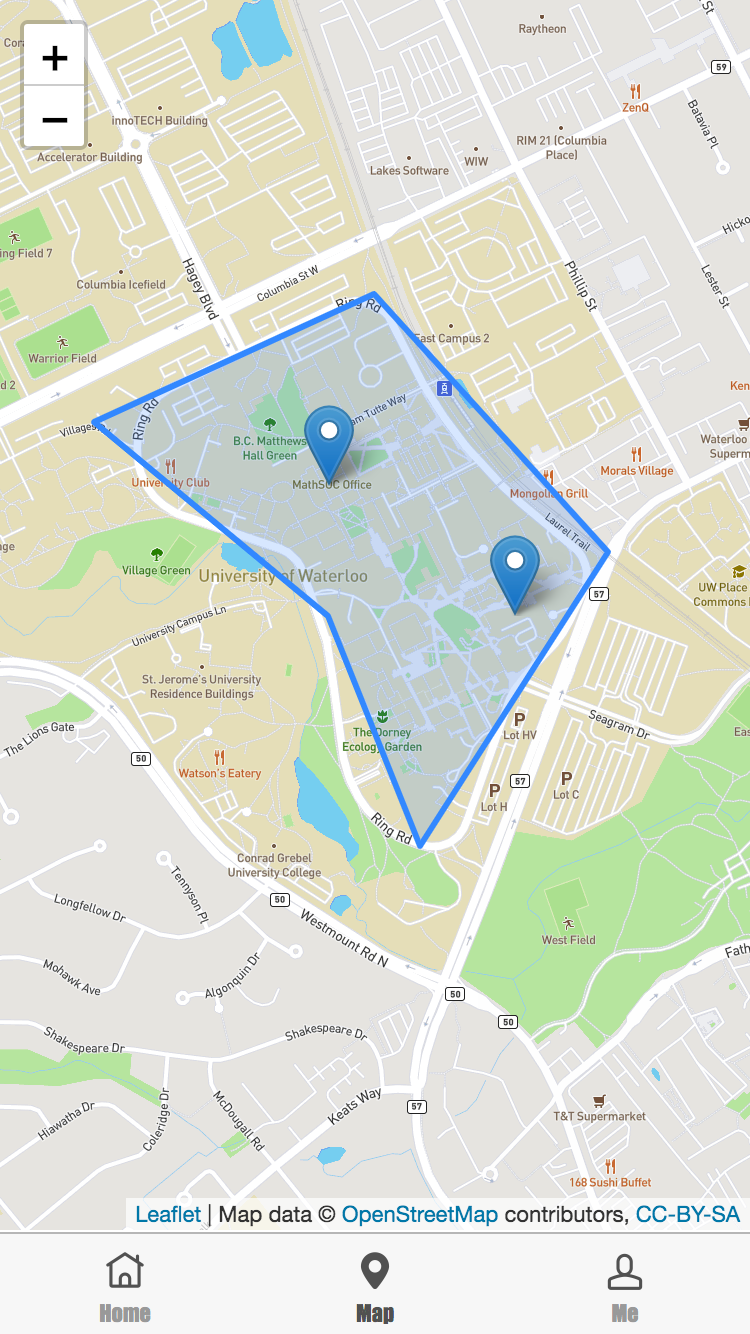 St
Raytheon
Cor
+
59
ZenQ
Batavia Pl
innoTECH Building
−
RIM 21 (Columbia
Place)
WIW
Accelerator Building
Lakes Software
Hicko
ing Field 7
Columbia St W
Phillip St
Lester St
Columbia Icefield
Hagey Blvd
Ring Rd
East Campus 2
Warrior Field
d 2
Ken
Ring Rd
am Tutte Way
Waterloo
Superm
B.C. Matthews
Hall Green
University Club
MathSOC Office
Morals Village
Mongolian Grill
Laurel Trail
ge
Village Green
University of Waterloo
UW Place
Commons
57
University Campus Ln
St. Jerome's University
Residence Buildings
P
Lot HV
Seagram Dr
The Dorney
Ecology Garden
The Lions Gate
50
Eas
Watson's Eatery
57
P
Lot H
P
Lot C
Ring Rd
Conrad Grebel
University College
Tennyson Pl
50
Longfellow Dr
Westmount Rd N
West Field
Fath
Mohawk Ave
Algonquin Dr
50
50
Shakespeare Dr
Shakespeare Dr
Keats Way
57
T&T Supermarket
Hiawatha Dr
Coleridge Dr
McDougall Rd
168 Sushi Buffet
Leaflet | Map data © OpenStreetMap contributors, CC-BY-SA
Home
Map
Me